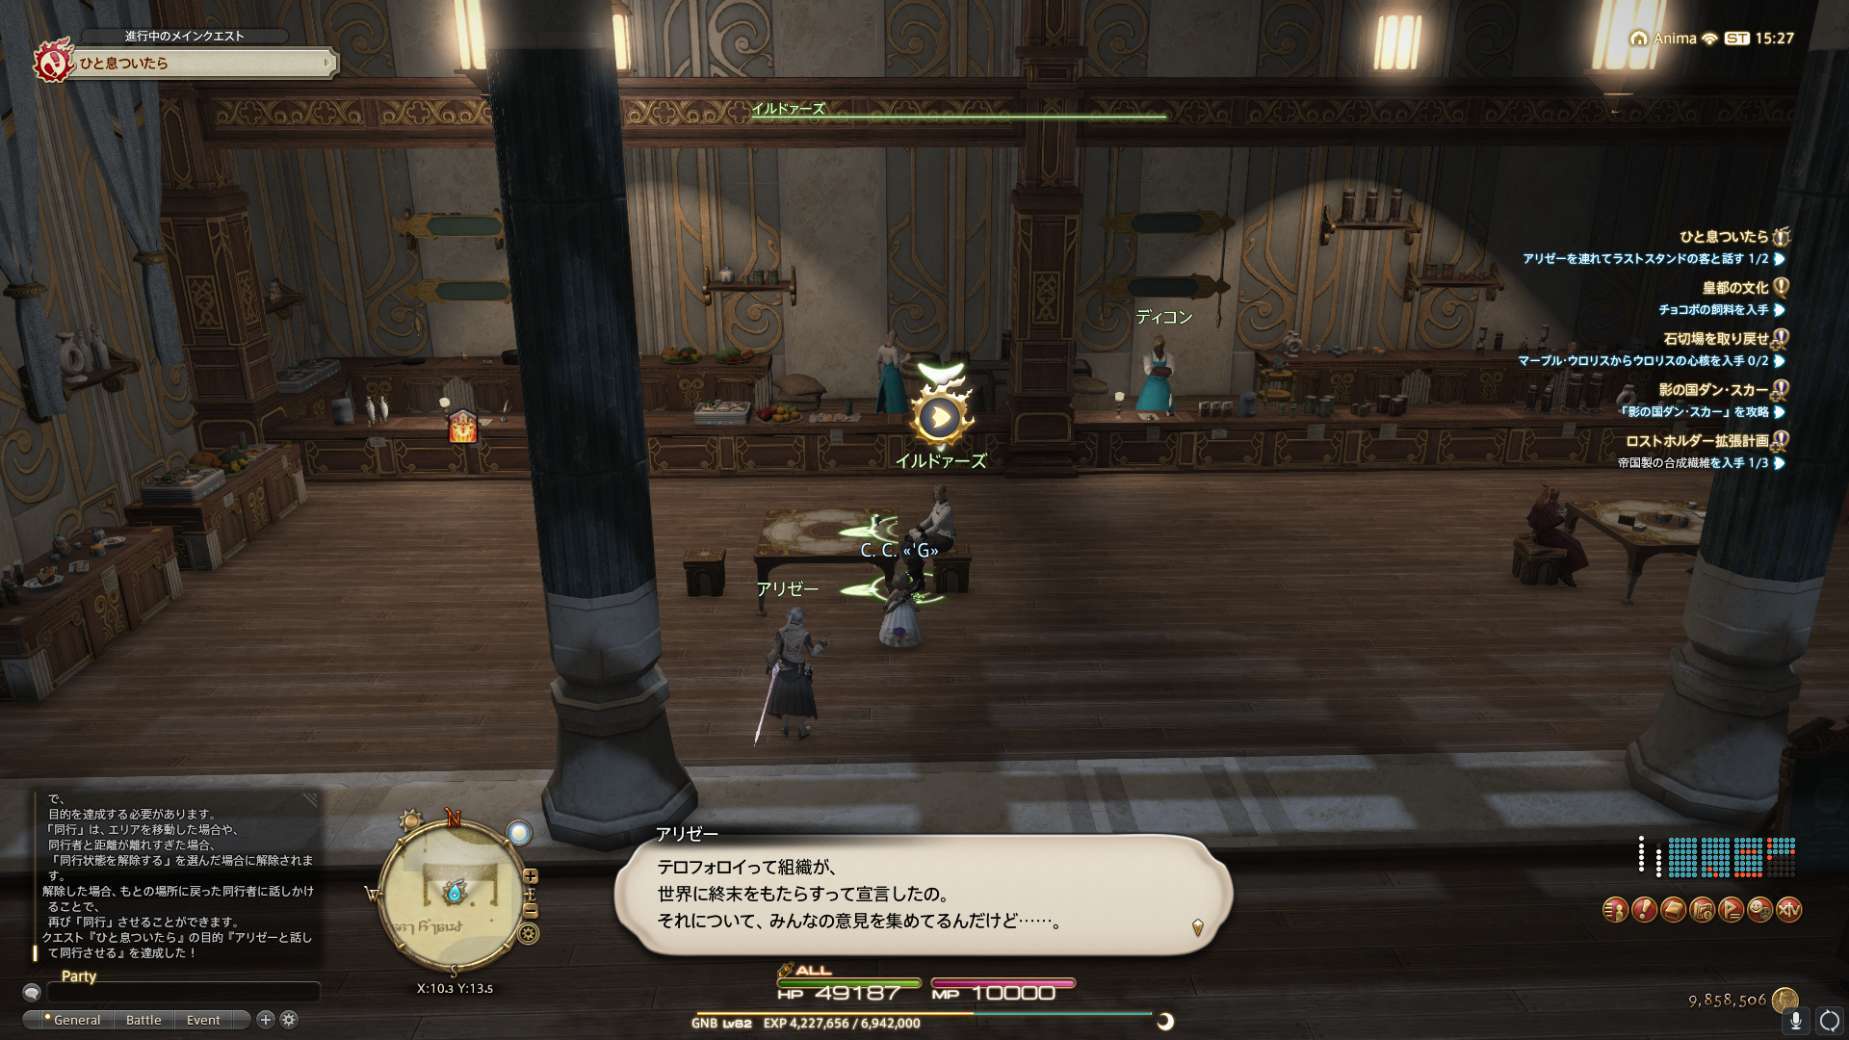 進行中のメインクエスト
ひと息ついたら
Anima ST 15:27
イルドァーズ
ひと息ついたら
アリゼーを連れてラストスタンドの客と話す 1/2
皇都の文化
チョコボの飼料を入手
石切場を取り戻せ
マーブル・ウロリスからウロリスの心核を入手 0/2
影の国ダン・スカー
「影の国ダン・スカー」を攻略
ロストホルダー拡張計画
帝国製の合成繊維を入手 1/3
ディコン
イルドァーズ
C. C. «'G»
アリゼー
で、
目的を達成する必要があります。
「同行」は、エリアを移動した場合や、
同行者と距離が離れすぎた場合、
「同行状態を解除する」を選んだ場合に解除されま
す。
解除した場合、もとの場所に戻った同行者に話しかけ
ることで、
再び「同行」させることができます。
クエスト『ひと息ついたら』の目的『アリゼーと話し
て同行させる』を達成した！
Party
General Battle Event
N
W
E
S
X:10.3 Y:13.5
アリゼー
テロフォロイって組織が、
世界に終末をもたらすって宣言したの。
それについて、みんなの意見を集めてるんだけど……。
ALL
HP 49187 MP 10000
GNB Lv82 EXP 4,227,656 / 6,942,000
XIV
9,858,506